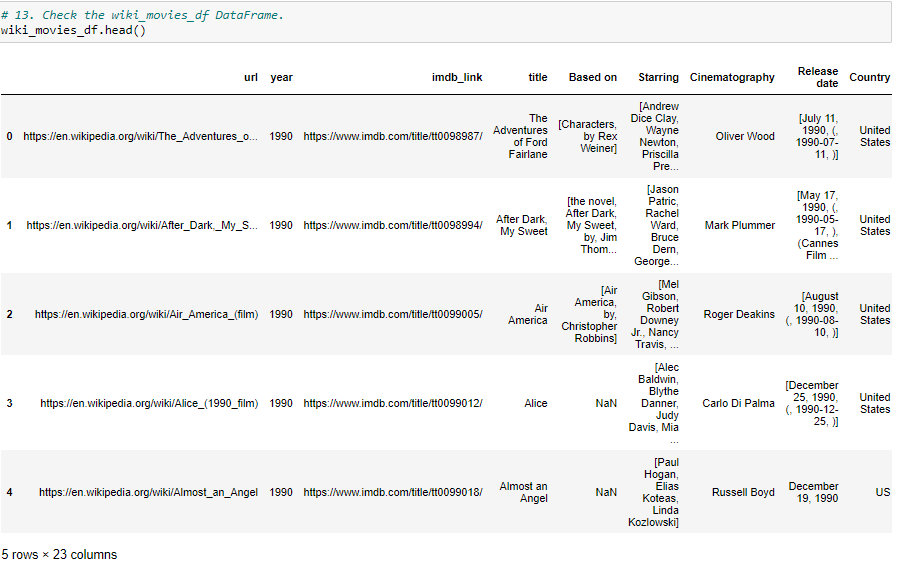 # 13. Check the wiki_movies_df DataFrame.
wiki_movies_df.head()
url year imdb_link title Based on Starring Cinematography Release date Country
0 https://en.wikipedia.org/wiki/The_Adventures_o... 1990 https://www.imdb.com/title/tt0098987/ The Adventures of Ford Fairlane [Characters, by Rex Weiner] [Andrew Dice Clay, Wayne Newton, Priscilla Pre... Oliver Wood [July 11, 1990, (, 1990-07-11, )] United States
1 https://en.wikipedia.org/wiki/After_Dark,_My_S... 1990 https://www.imdb.com/title/tt0098994/ After Dark, My Sweet [the novel, After Dark, My Sweet, by, Jim Thom... [Jason Patric, Rachel Ward, Bruce Dern, George... Mark Plummer [May 17, 1990, (, 1990-05-17, ), (Cannes Film ... United States
2 https://en.wikipedia.org/wiki/Air_America_(film) 1990 https://www.imdb.com/title/tt0099005/ Air America [Air America, by, Christopher Robbins] [Mel Gibson, Robert Downey Jr., Nancy Travis, ... Roger Deakins [August 10, 1990, (, 1990-08-10, )] United States
3 https://en.wikipedia.org/wiki/Alice_(1990_film) 1990 https://www.imdb.com/title/tt0099012/ Alice NaN [Alec Baldwin, Blythe Danner, Judy Davis, Mia ... Carlo Di Palma [December 25, 1990, (, 1990-12-25, )] United States
4 https://en.wikipedia.org/wiki/Almost_an_Angel 1990 https://www.imdb.com/title/tt0099018/ Almost an Angel NaN [Paul Hogan, Elias Koteas, Linda Kozlowski] Russell Boyd December 19, 1990 US
5 rows × 23 columns